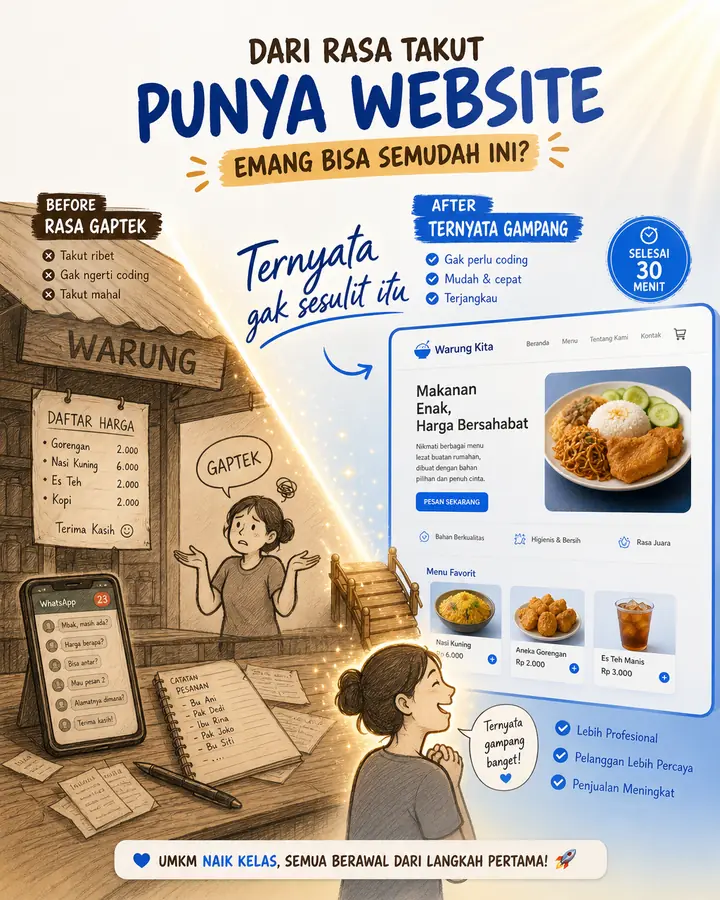 DARI RASA TAKUT
PUNYA WEBSITE
EMANG BISA SEMUDAH INI?
BEFORE
RASA GAPTEK
Takut ribet
Gak ngerti coding
Takut mahal
Ternyata
gak sesulit itu
AFTER
TERNYATA GAMPANG
Gak perlu coding
Mudah & cepat
Terjangkau
SELESAI
30
MENIT
WARUNG
DAFTAR HARGA
Gorengan 2.000
Nasi Kuning 6.000
Es Teh 2.000
Kopi 2.000
Terima Kasih
GAPTEK
WhatsApp 23
Mbak, masih ada?
Harga berapa?
Bisa antar?
Mau pesan 2
Alamatnya dimana?
Terima kasih!
CATATAN
PESANAN
- Bu Ani
- Pak Dedi
- Ibu Rina
- Pak Joko
- Bu Siti
- ....
Warung Kita
Beranda Menu Tentang Kami Kontak
Makanan
Enak,
Harga Bersahabat
Nikmati berbagai menu
lezat buatan rumahan,
dibuat dengan bahan
pilihan dan penuh cinta.
PESAN SEKARANG
Bahan Berkualitas
Higienis & Bersih
Rasa Juara
Menu Favorit
Nasi Kuning
Rp 6.000
Aneka Gorengan
Rp 2.000
Es Teh Manis
Rp 3.000
Ternyata
gampang
banget!
Lebih Profesional
Pelanggan Lebih Percaya
Penjualan Meningkat
UMKM NAIK KELAS, SEMUA BERAWAL DARI LANGKAH PERTAMA!